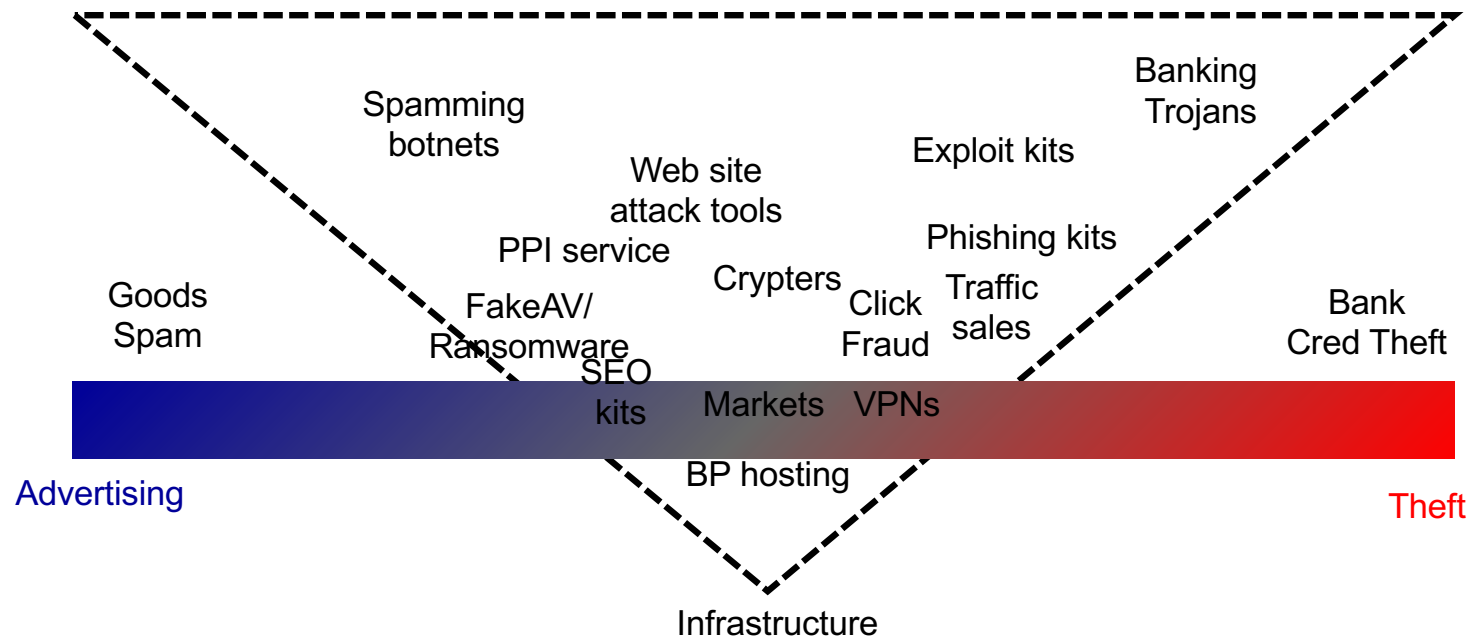 Banking
Trojans
Spamming
botnets
Exploit kits
Web site
attack tools
Phishing kits
PPI service
Crypters
Traffic
sales
Goods
Spam
FakeAV/
Ransomware
Click
Fraud
Bank
Cred Theft
SEO
kits
Markets
VPNs
BP hosting
Advertising
Theft
Infrastructure